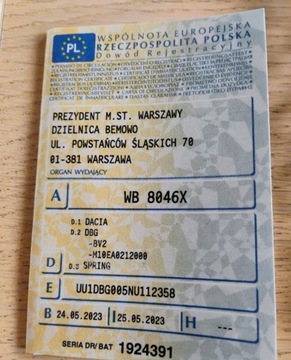 WSPÓLNOTA EUROPEJSKA
RZECZPOSPOLITA POLSKA
Dowód Rejestracyjny
PL
PREZYDENT M.ST. WARSZAWY
DZIELNICA BEMOWO
UL. POWSTAŃCÓW ŚLĄSKICH 70
01-381 WARSZAWA
ORGAN WYDAJĄCY
A WB 8046X
D.1 DACIA
D.2 DBG
-BV2
-M10EA0212000
D D.3 SPRING
E UU1DBG005NU112358
B 24.05.2023 I 25.05.2023 H ---
SERIA DR/BAT 1924391